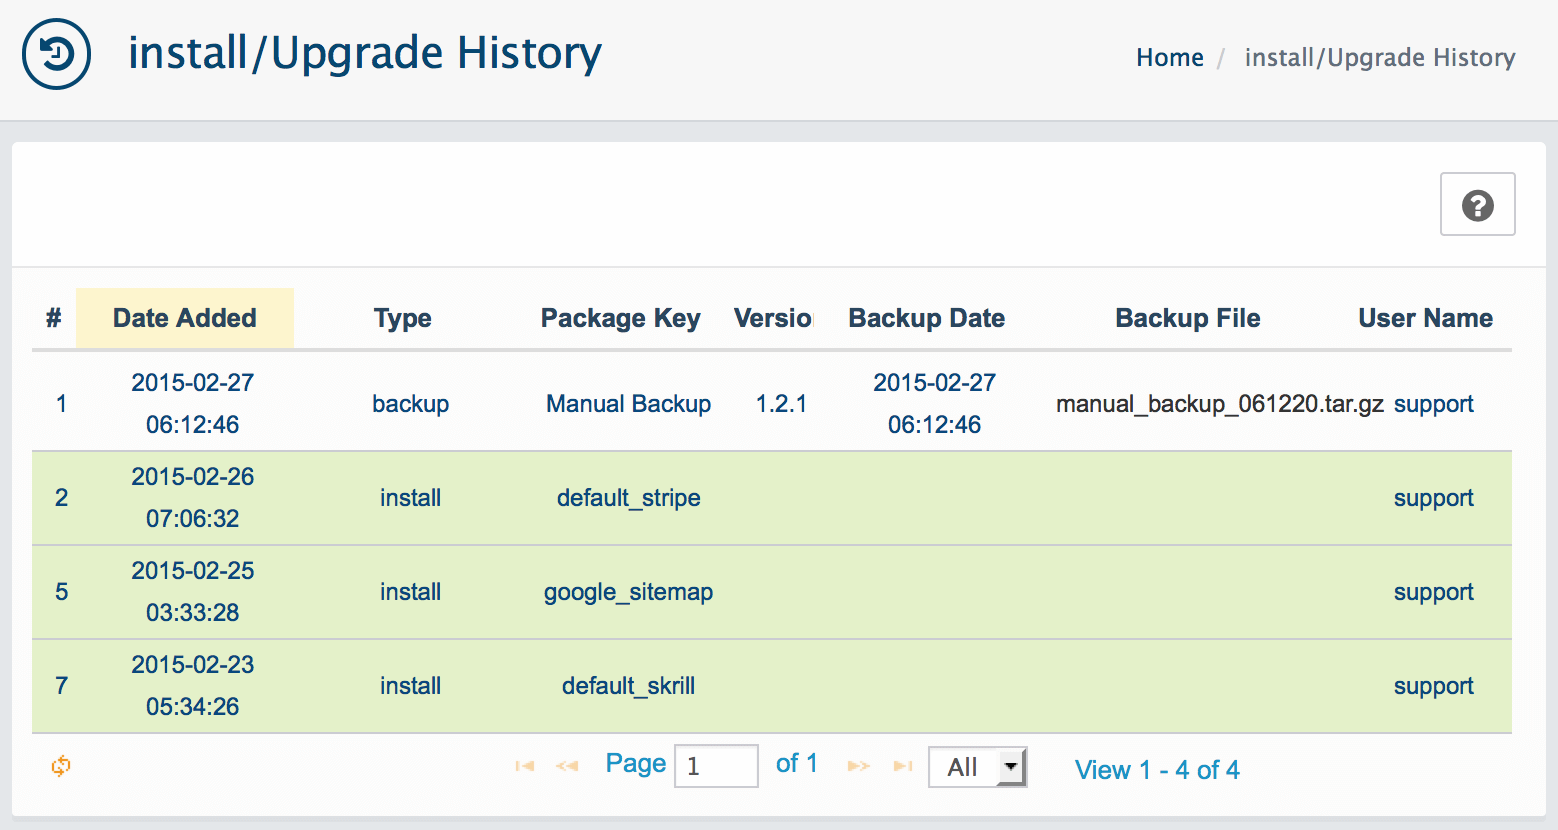 install/Upgrade History
Home / install/Upgrade History
?
# Date Added Type Package Key Versio Backup Date Backup File User Name
1 2015-02-27 06:12:46 backup Manual Backup 1.2.1 2015-02-27 06:12:46 manual_backup_061220.tar.gz support
2 2015-02-26 07:06:32 install default_stripe support
5 2015-02-25 03:33:28 install google_sitemap support
7 2015-02-23 05:34:26 install default_skrill support
Page 1 of 1 All View 1 - 4 of 4